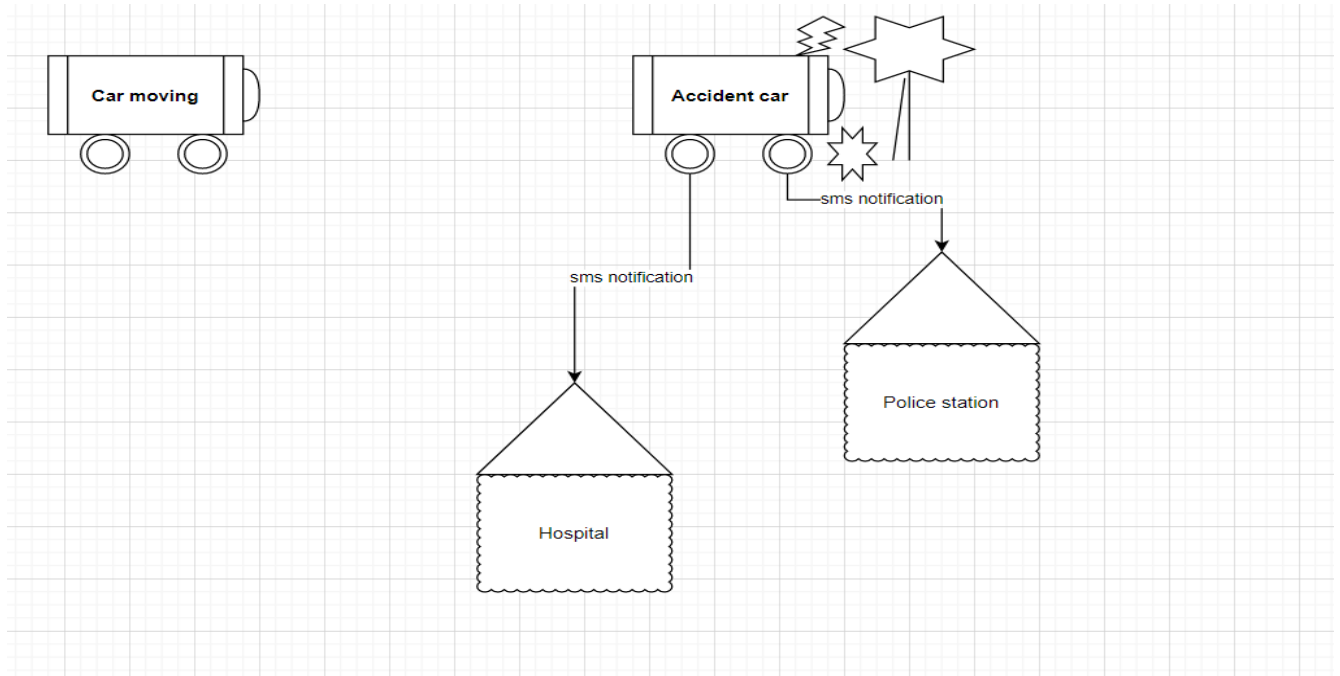 Car moving
Accident car
sms notification
sms notification
Police station
Hospital